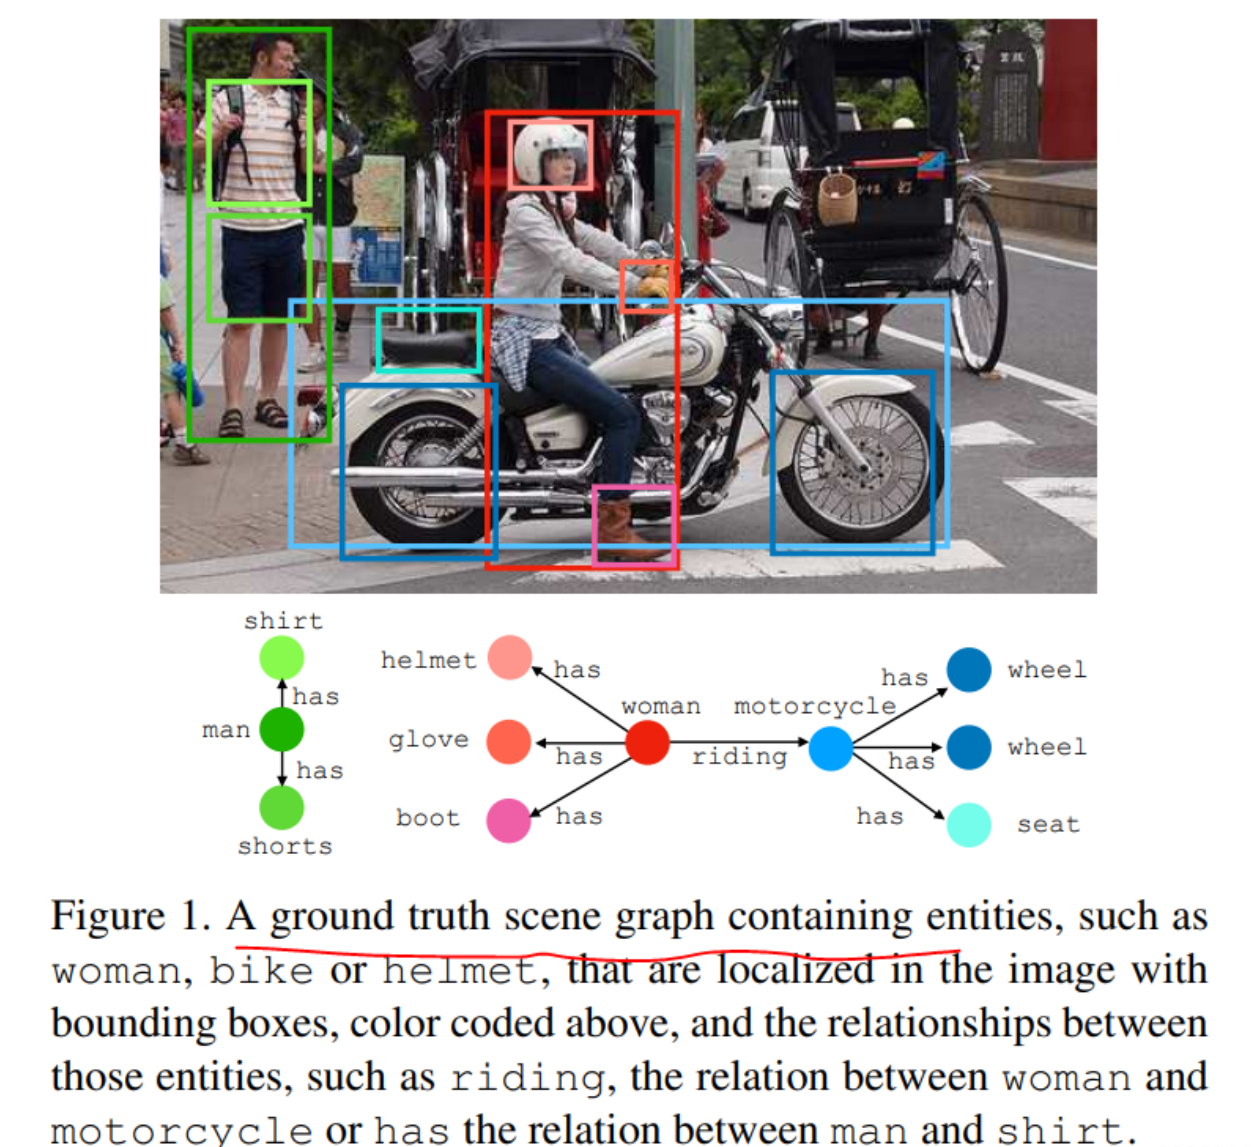 shirt
helmet
has
has
wheel
has
woman
motorcycle
man
glove
has
riding
has
wheel
has
boot
has
has
seat
shorts
Figure 1. A ground truth scene graph containing entities, such as
woman, bike or helmet, that are localized in the image with
bounding boxes, color coded above, and the relationships between
those entities, such as riding, the relation between woman and
motorcycle or has the relation between man and shirt.